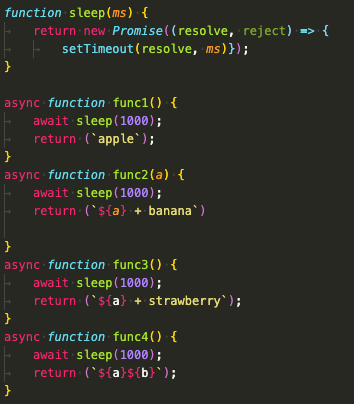 function sleep(ms) {
    return new Promise((resolve, reject) => {
        setTimeout(resolve, ms)});
}

async function func1() {
    await sleep(1000);
    return (`apple`);
}
async function func2(a) {
    await sleep(1000);
    return (`${a} + banana`)

}
async function func3() {
    await sleep(1000);
    return (`${a} + strawberry`);
}
async function func4() {
    await sleep(1000);
    return (`${a}${b}`);
}